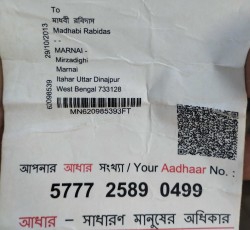 To
মাধবী রবিদাস
Madhabi Rabidas
MARNAI -
Mirzadighi
Marnai
Itahar Uttar Dinajpur
West Bengal 733128
29/10/2013
MN620985393FT
আপনার আধার সংখ্যা / Your Aadhaar No. :
5777 2589 0499
আধার – সাধারণ মানুষের অধিকার